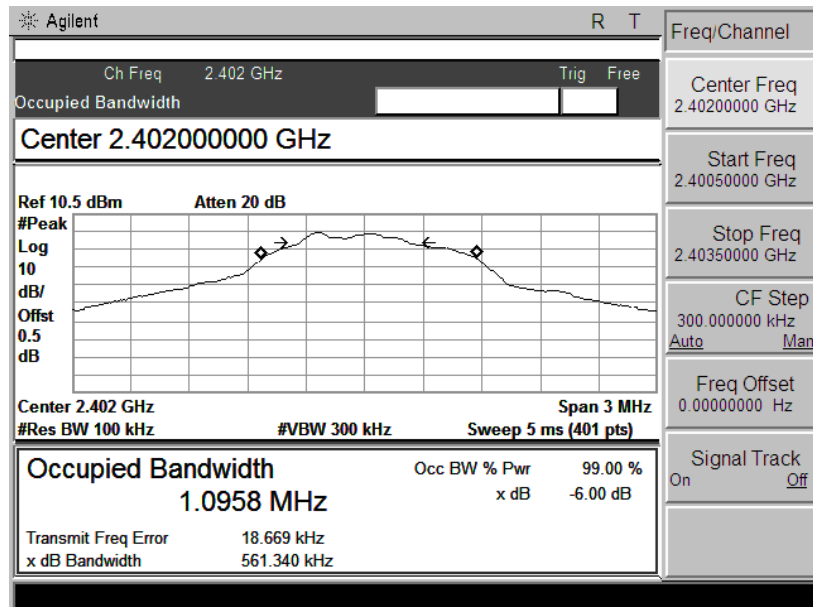 Agilent R T
Ch Freq 2.402 GHz Trig Free
Occupied Bandwidth
Center 2.402000000 GHz
Ref 10.5 dBm Atten 20 dB
#Peak
Log
10
dB/
Offst
0.5
dB
Center 2.402 GHz Span 3 MHz
#Res BW 100 kHz #VBW 300 kHz Sweep 5 ms (401 pts)
Occupied Bandwidth Occ BW % Pwr 99.00 %
1.0958 MHz x dB -6.00 dB
Transmit Freq Error 18.669 kHz
x dB Bandwidth 561.340 kHz
Freq/Channel
Center Freq
2.40200000 GHz
Start Freq
2.40050000 GHz
Stop Freq
2.40350000 GHz
CF Step
300.000000 kHz
Auto Man
Freq Offset
0.00000000 Hz
Signal Track
On Off